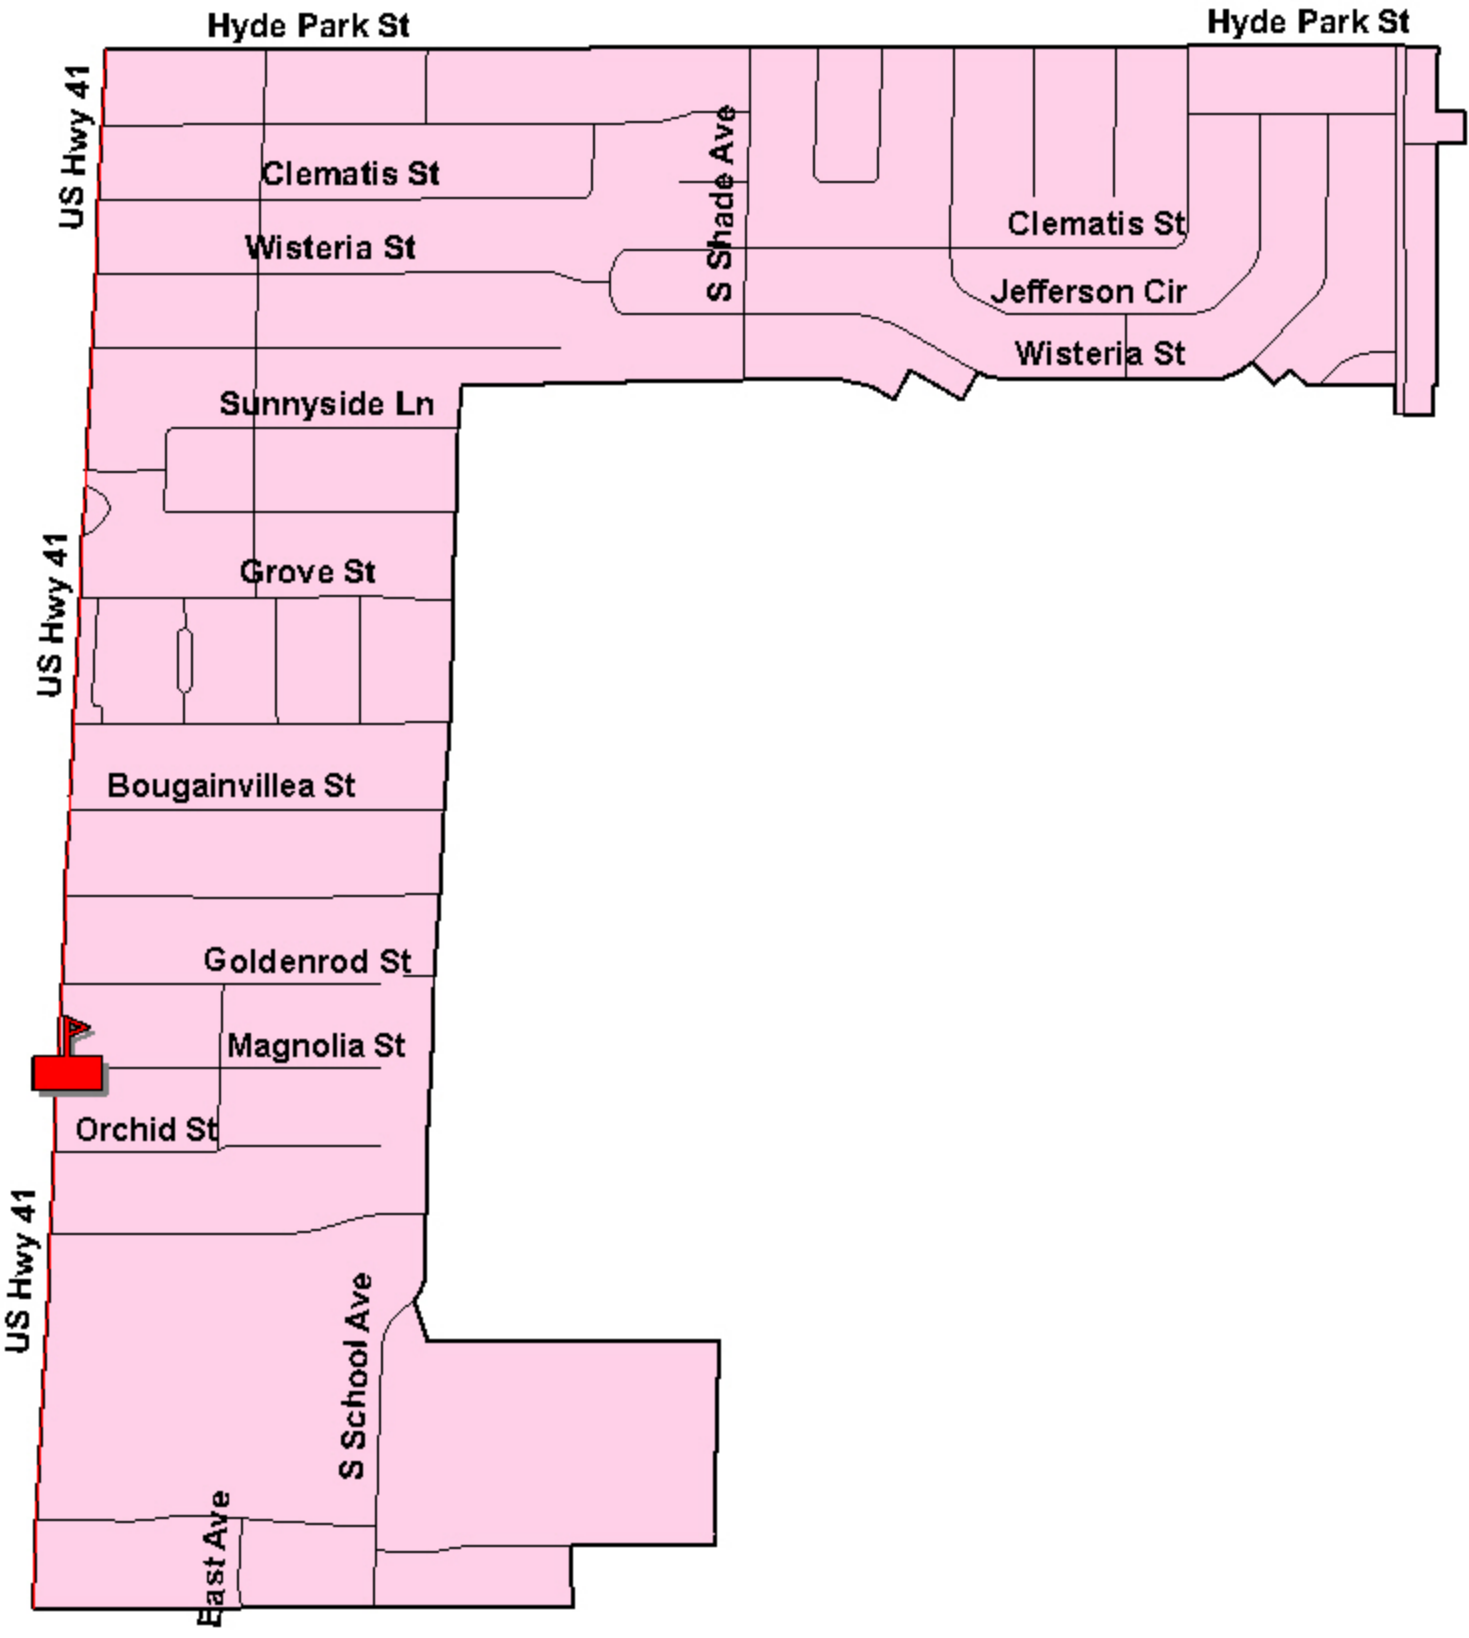 Hyde Park St
Hyde Park St
US Hwy 41
Clematis St
S Shade Ave
Clematis St
Wisteria St
Jefferson Cir
Wisteria St
Sunnyside Ln
US Hwy 41
Grove St
Bougainvillea St
Goldenrod St
Magnolia St
Orchid St
US Hwy 41
S School Ave
East Ave